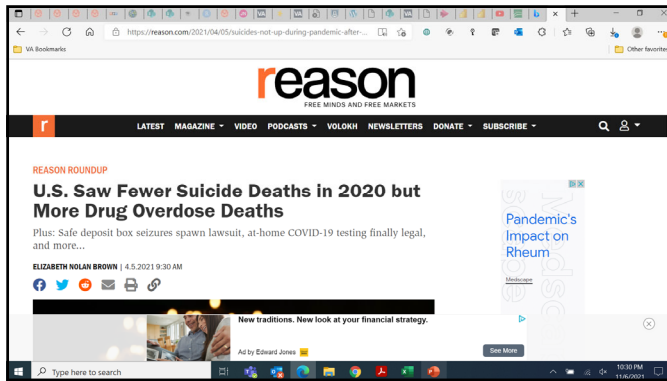 https://reason.com/2021/04/05/suicides-not-up-during-pandemic-after-...
VA Bookmarks
Other favorites
reason
FREE MINDS AND FREE MARKETS
r
LATEST MAGAZINE VIDEO PODCASTS VOLOKH NEWSLETTERS DONATE SUBSCRIBE
REASON ROUNDUP
U.S. Saw Fewer Suicide Deaths in 2020 but
More Drug Overdose Deaths
Plus: Safe deposit box seizures spawn lawsuit, at-home COVID-19 testing finally legal,
and more...
ELIZABETH NOLAN BROWN | 4.5.2021 9:30 AM
Pandemic's
Impact on
Rheum
Medscape
New traditions. New look at your financial strategy.
Ad by Edward Jones
See More
Type here to search
10:30 PM
11/6/2021